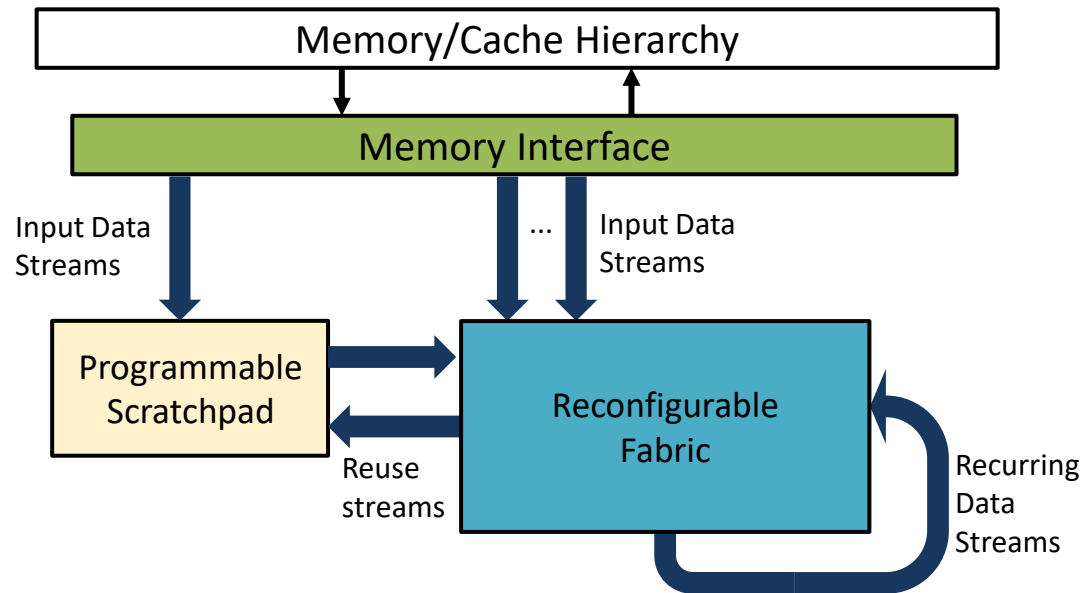 Memory/Cache Hierarchy
Memory Interface
Input Data
Streams
...
Input Data
Streams
Programmable
Scratchpad
Reconfigurable
Fabric
Reuse
streams
Recurring
Data
Streams